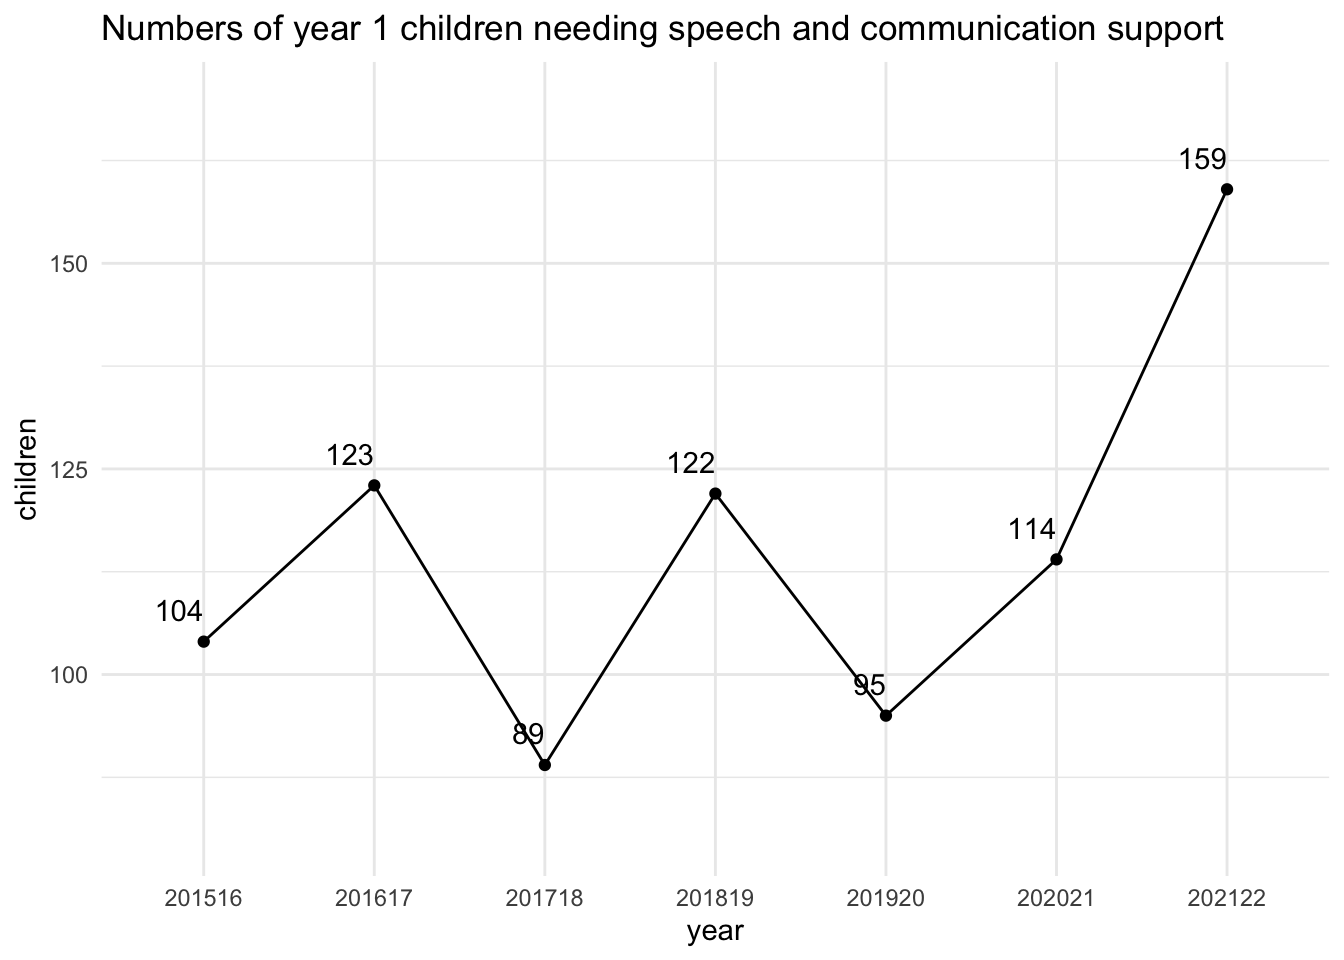 Numbers of year 1 children needing speech and communication support
159
150
children
125
123
122
114
104
100
95
89
201516 201617 201718 201819 201920 202021 202122
year